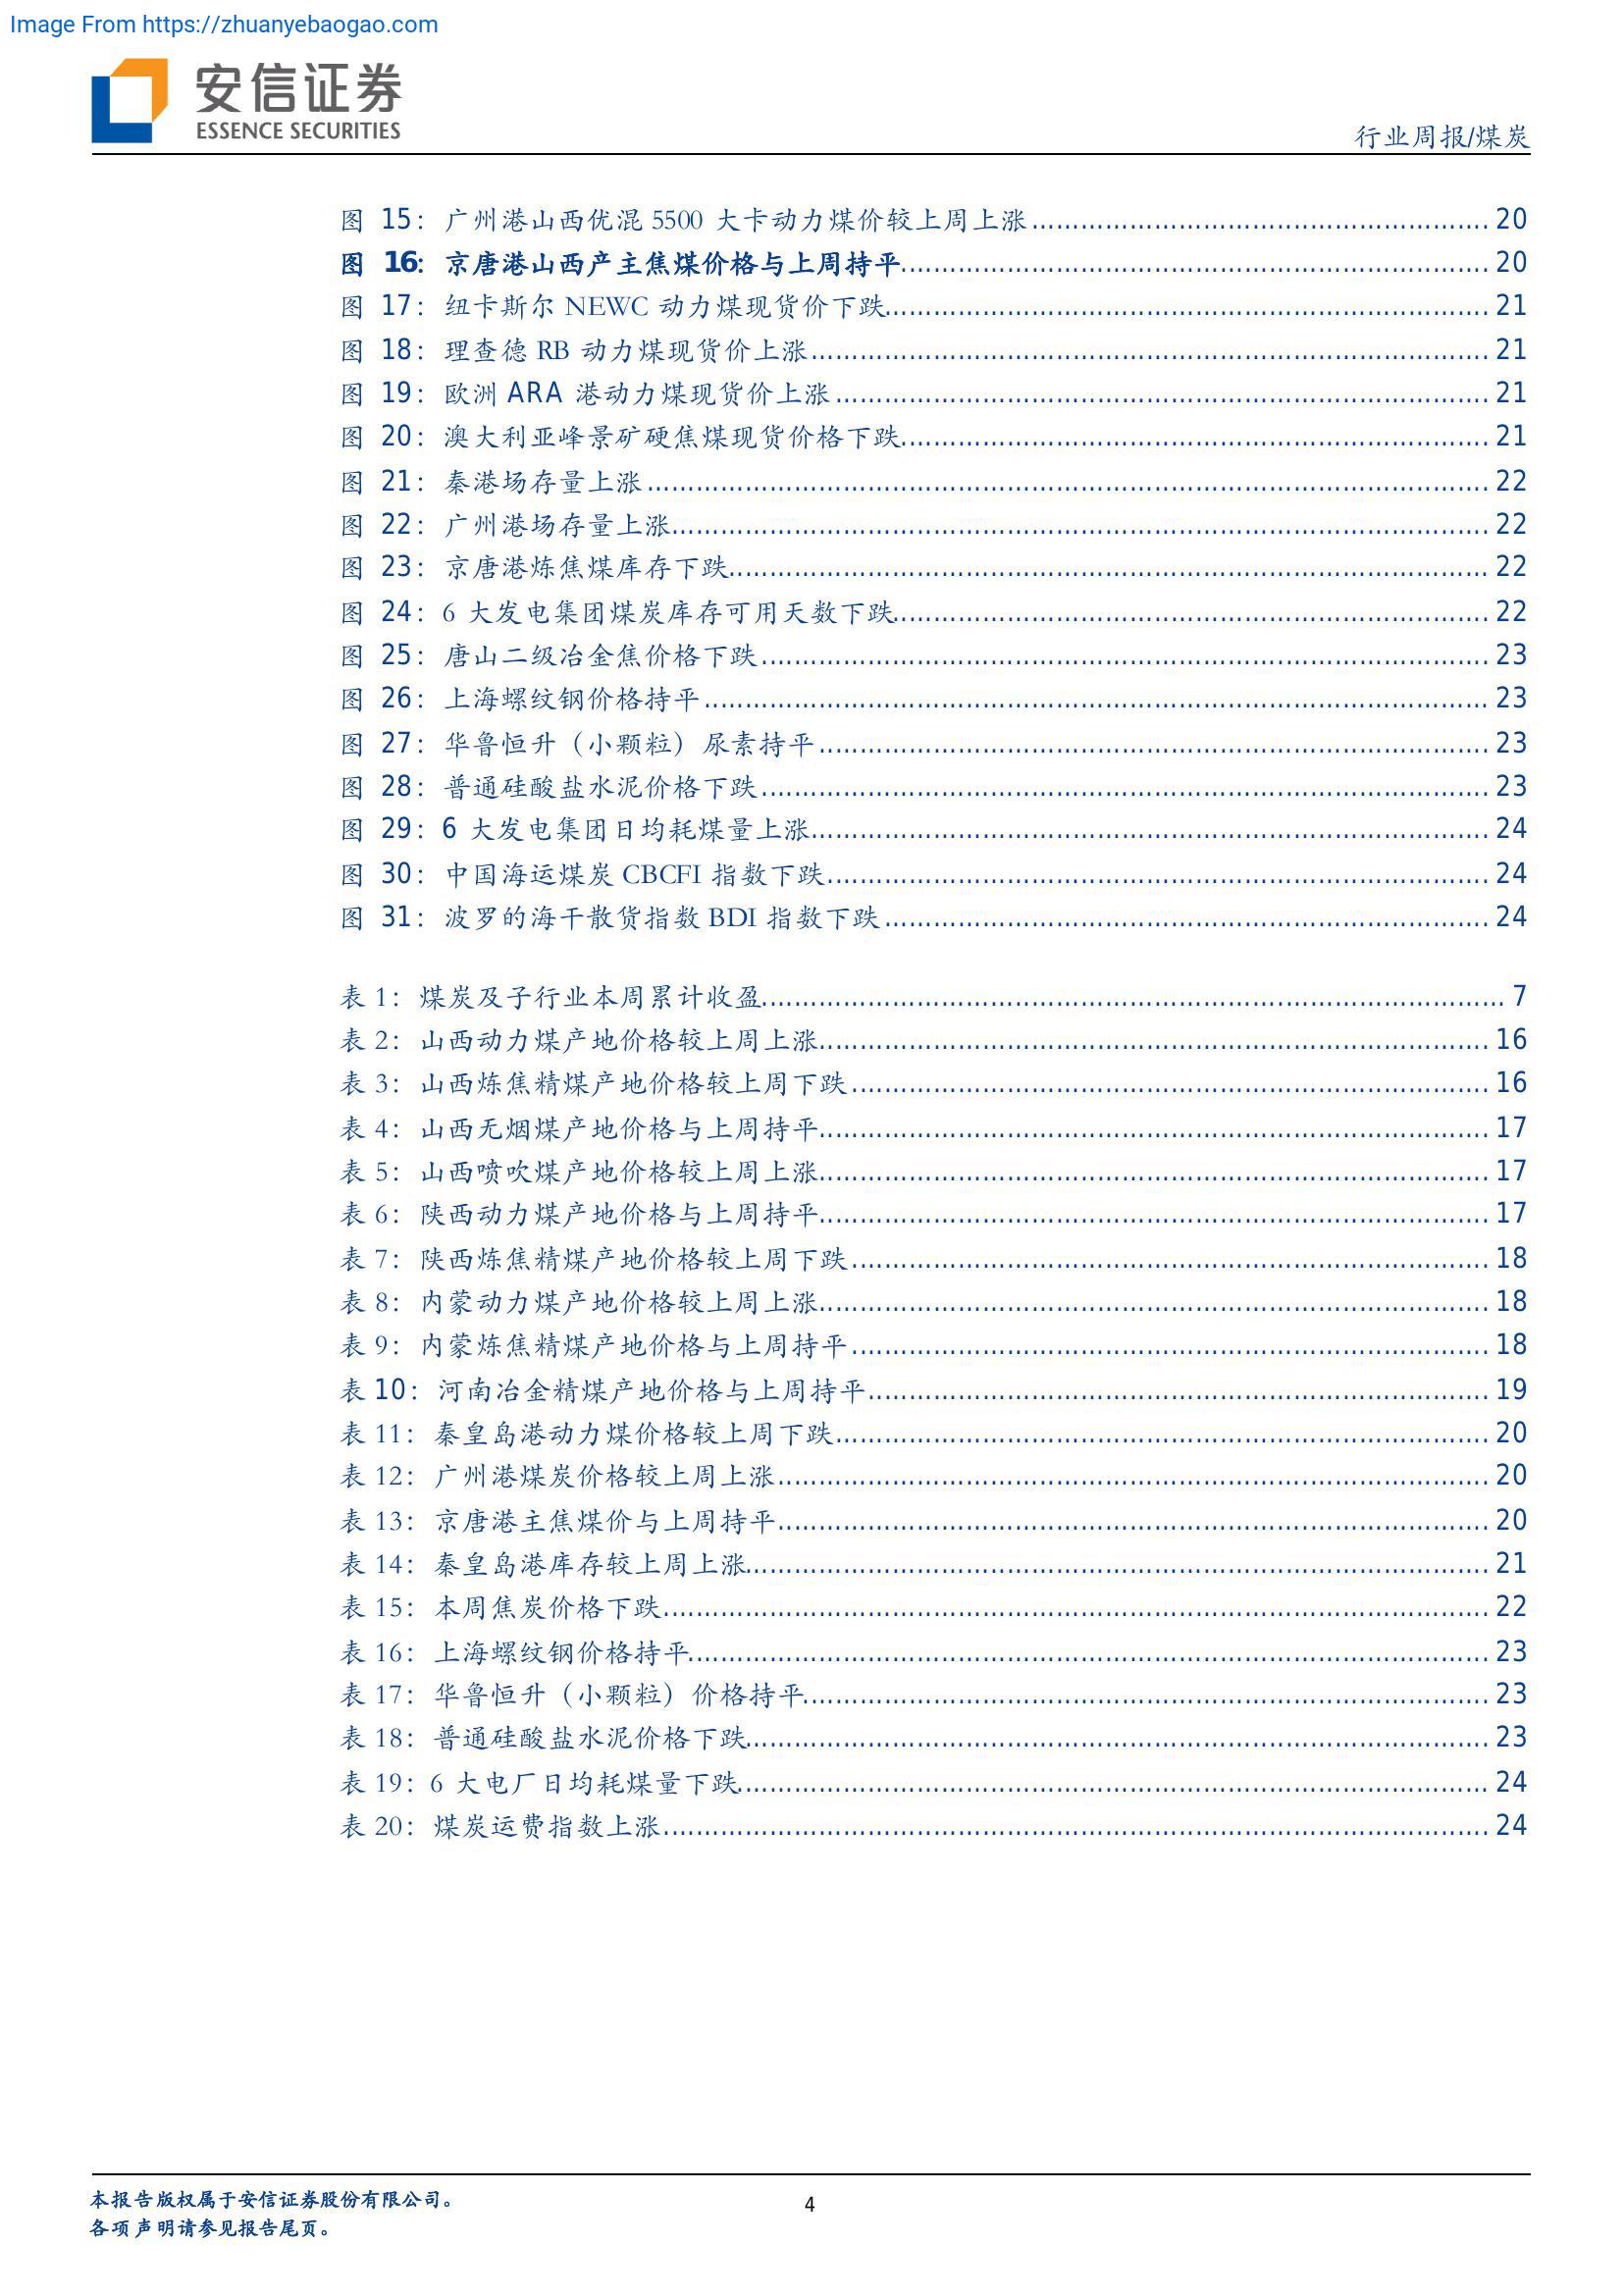 Image From https://zhuanyebaogao.com
安信证券
ESSENCE SECURITIES
行业周报/煤炭
图 15：广州港山西优混 5500 大卡动力煤价较上周上涨 20
图 16：京唐港山西产主焦煤价格与上周持平 20
图 17：纽卡斯尔 NEWC 动力煤现货价下跌 21
图 18：理查德 RB 动力煤现货价上涨 21
图 19：欧洲 ARA 港动力煤现货价上涨 21
图 20：澳大利亚峰景矿硬焦煤现货价格下跌 21
图 21：秦港场存量上涨 22
图 22：广州港场存量上涨 22
图 23：京唐港炼焦煤库存下跌 22
图 24：6 大发电集团煤炭库存可用天数下跌 22
图 25：唐山二级冶金焦价格下跌 23
图 26：上海螺纹钢价格持平 23
图 27：华鲁恒升（小颗粒）尿素持平 23
图 28：普通硅酸盐水泥价格下跌 23
图 29：6 大发电集团日均耗煤量上涨 24
图 30：中国海运煤炭 CBCFI 指数下跌 24
图 31：波罗的海干散货指数 BDI 指数下跌 24
表 1：煤炭及子行业本周累计收盈 7
表 2：山西动力煤产地价格较上周上涨 16
表 3：山西炼焦精煤产地价格较上周下跌 16
表 4：山西无烟煤产地价格与上周持平 17
表 5：山西喷吹煤产地价格较上周上涨 17
表 6：陕西动力煤产地价格与上周持平 17
表 7：陕西炼焦精煤产地价格较上周下跌 18
表 8：内蒙动力煤产地价格较上周上涨 18
表 9：内蒙炼焦精煤产地价格与上周持平 18
表 10：河南冶金精煤产地价格与上周持平 19
表 11：秦皇岛港动力煤价格较上周下跌 20
表 12：广州港煤炭价格较上周上涨 20
表 13：京唐港主焦煤价与上周持平 20
表 14：秦皇岛港库存较上周上涨 21
表 15：本周焦炭价格下跌 22
表 16：上海螺纹钢价格持平 23
表 17：华鲁恒升（小颗粒）价格持平 23
表 18：普通硅酸盐水泥价格下跌 23
表 19：6 大电厂日均耗煤量下跌 24
表 20：煤炭运费指数上涨 24
本报告版权属于安信证券股份有限公司。
4
各项声明请参见报告尾页。